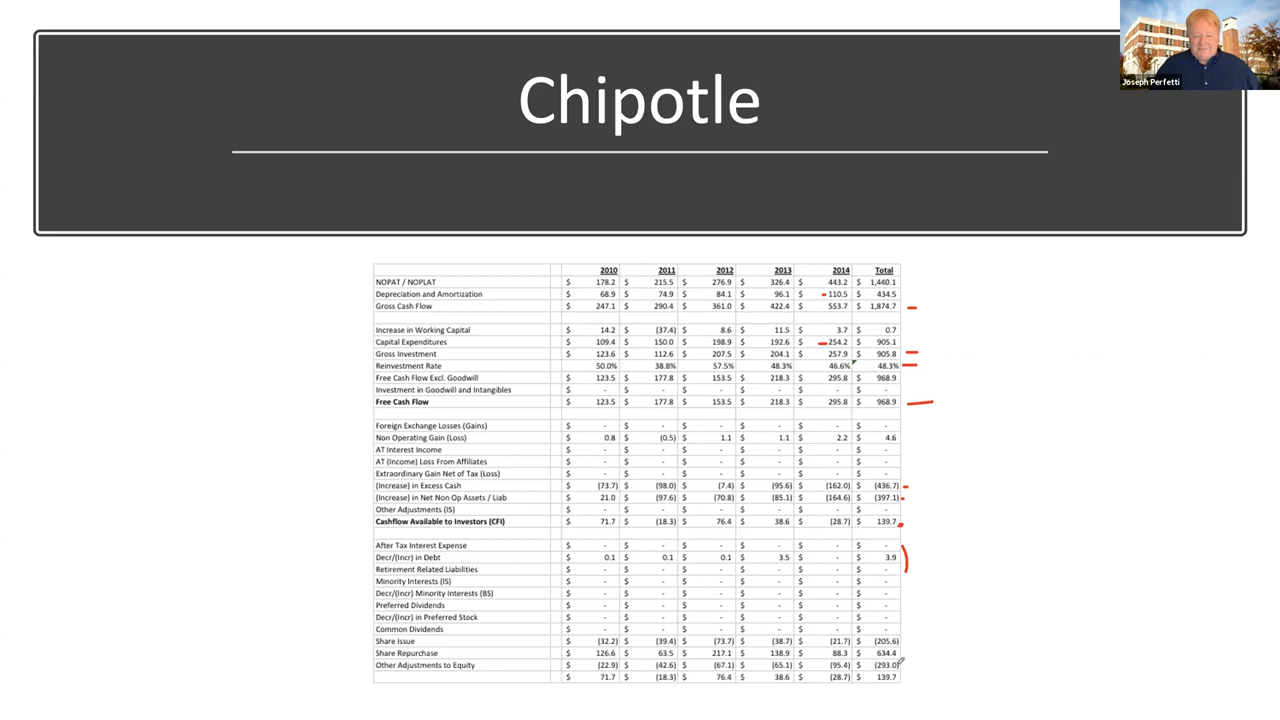 Chipotle
Joseph Perfetti
2010 2011 2012 2013 2014 Total
NOPAT / NOPLAT $ 178.2 $ 215.5 $ 276.9 $ 326.4 $ 443.2 $ 1,440.1
Depreciation and Amortization $ 68.9 $ 74.9 $ 84.1 $ 96.1 $ 110.5 $ 434.5
Gross Cash Flow $ 247.1 $ 290.4 $ 361.0 $ 422.4 $ 553.7 $ 1,874.7
Increase in Working Capital $ 14.2 $ (37.4) $ 8.6 $ 11.5 $ 3.7 $ 0.7
Capital Expenditures $ 109.4 $ 150.0 $ 198.9 $ 192.6 $ 254.2 $ 905.1
Gross Investment $ 123.6 $ 112.6 $ 207.5 $ 204.1 $ 257.9 $ 905.8
Reinvestment Rate 50.0% 38.8% 57.5% 48.3% 46.6% 48.3%
Free Cash Flow Excl. Goodwill $ 123.5 $ 177.8 $ 153.5 $ 218.3 $ 295.8 $ 968.9
Investment in Goodwill and Intangibles $ - $ - $ - $ - $ - $ -
Free Cash Flow $ 123.5 $ 177.8 $ 153.5 $ 218.3 $ 295.8 $ 968.9
Foreign Exchange Losses (Gains) $ - $ - $ - $ - $ - $ -
Non Operating Gain (Loss) $ 0.8 $ (0.5) $ 1.1 $ 1.1 $ 2.2 $ 4.6
AT Interest Income $ - $ - $ - $ - $ - $ -
AT (Income) Loss From Affiliates $ - $ - $ - $ - $ - $ -
Extraordinary Gain Net of Tax (Loss) $ - $ - $ - $ - $ - $ -
(Increase) in Excess Cash $ (73.7) $ (98.0) $ (7.4) $ (95.6) $ (162.0) $ (436.7)
(Increase) in Net Non Op Assets / Liab $ 21.0 $ (97.6) $ (70.8) $ (85.1) $ (164.6) $ (397.1)
Other Adjustments (IS) $ - $ - $ - $ - $ - $ -
Cashflow Available to Investors (CFI) $ 71.7 $ (18.3) $ 76.4 $ 38.6 $ (28.7) $ 139.7
After Tax Interest Expense $ - $ - $ - $ - $ - $ -
Decr/(Incr) in Debt $ 0.1 $ 0.1 $ 0.1 $ 3.5 $ - $ 3.9
Retirement Related Liabilities $ - $ - $ - $ - $ - $ -
Minority Interests (IS) $ - $ - $ - $ - $ - $ -
Decr/(Incr) Minority Interests (BS) $ - $ - $ - $ - $ - $ -
Preferred Dividends $ - $ - $ - $ - $ - $ -
Decr/(Incr) in Preferred Stock $ - $ - $ - $ - $ - $ -
Common Dividends $ - $ - $ - $ - $ - $ -
Share Issue $ (32.2) $ (39.4) $ (73.7) $ (38.7) $ (21.7) $ (205.6)
Share Repurchase $ 126.6 $ 63.5 $ 217.1 $ 138.9 $ 88.3 $ 634.4
Other Adjustments to Equity $ (22.9) $ (42.6) $ (67.1) $ (65.1) $ (95.4) $ (293.0)
$ 71.7 $ (18.3) $ 76.4 $ 38.6 $ (28.7) $ 139.7